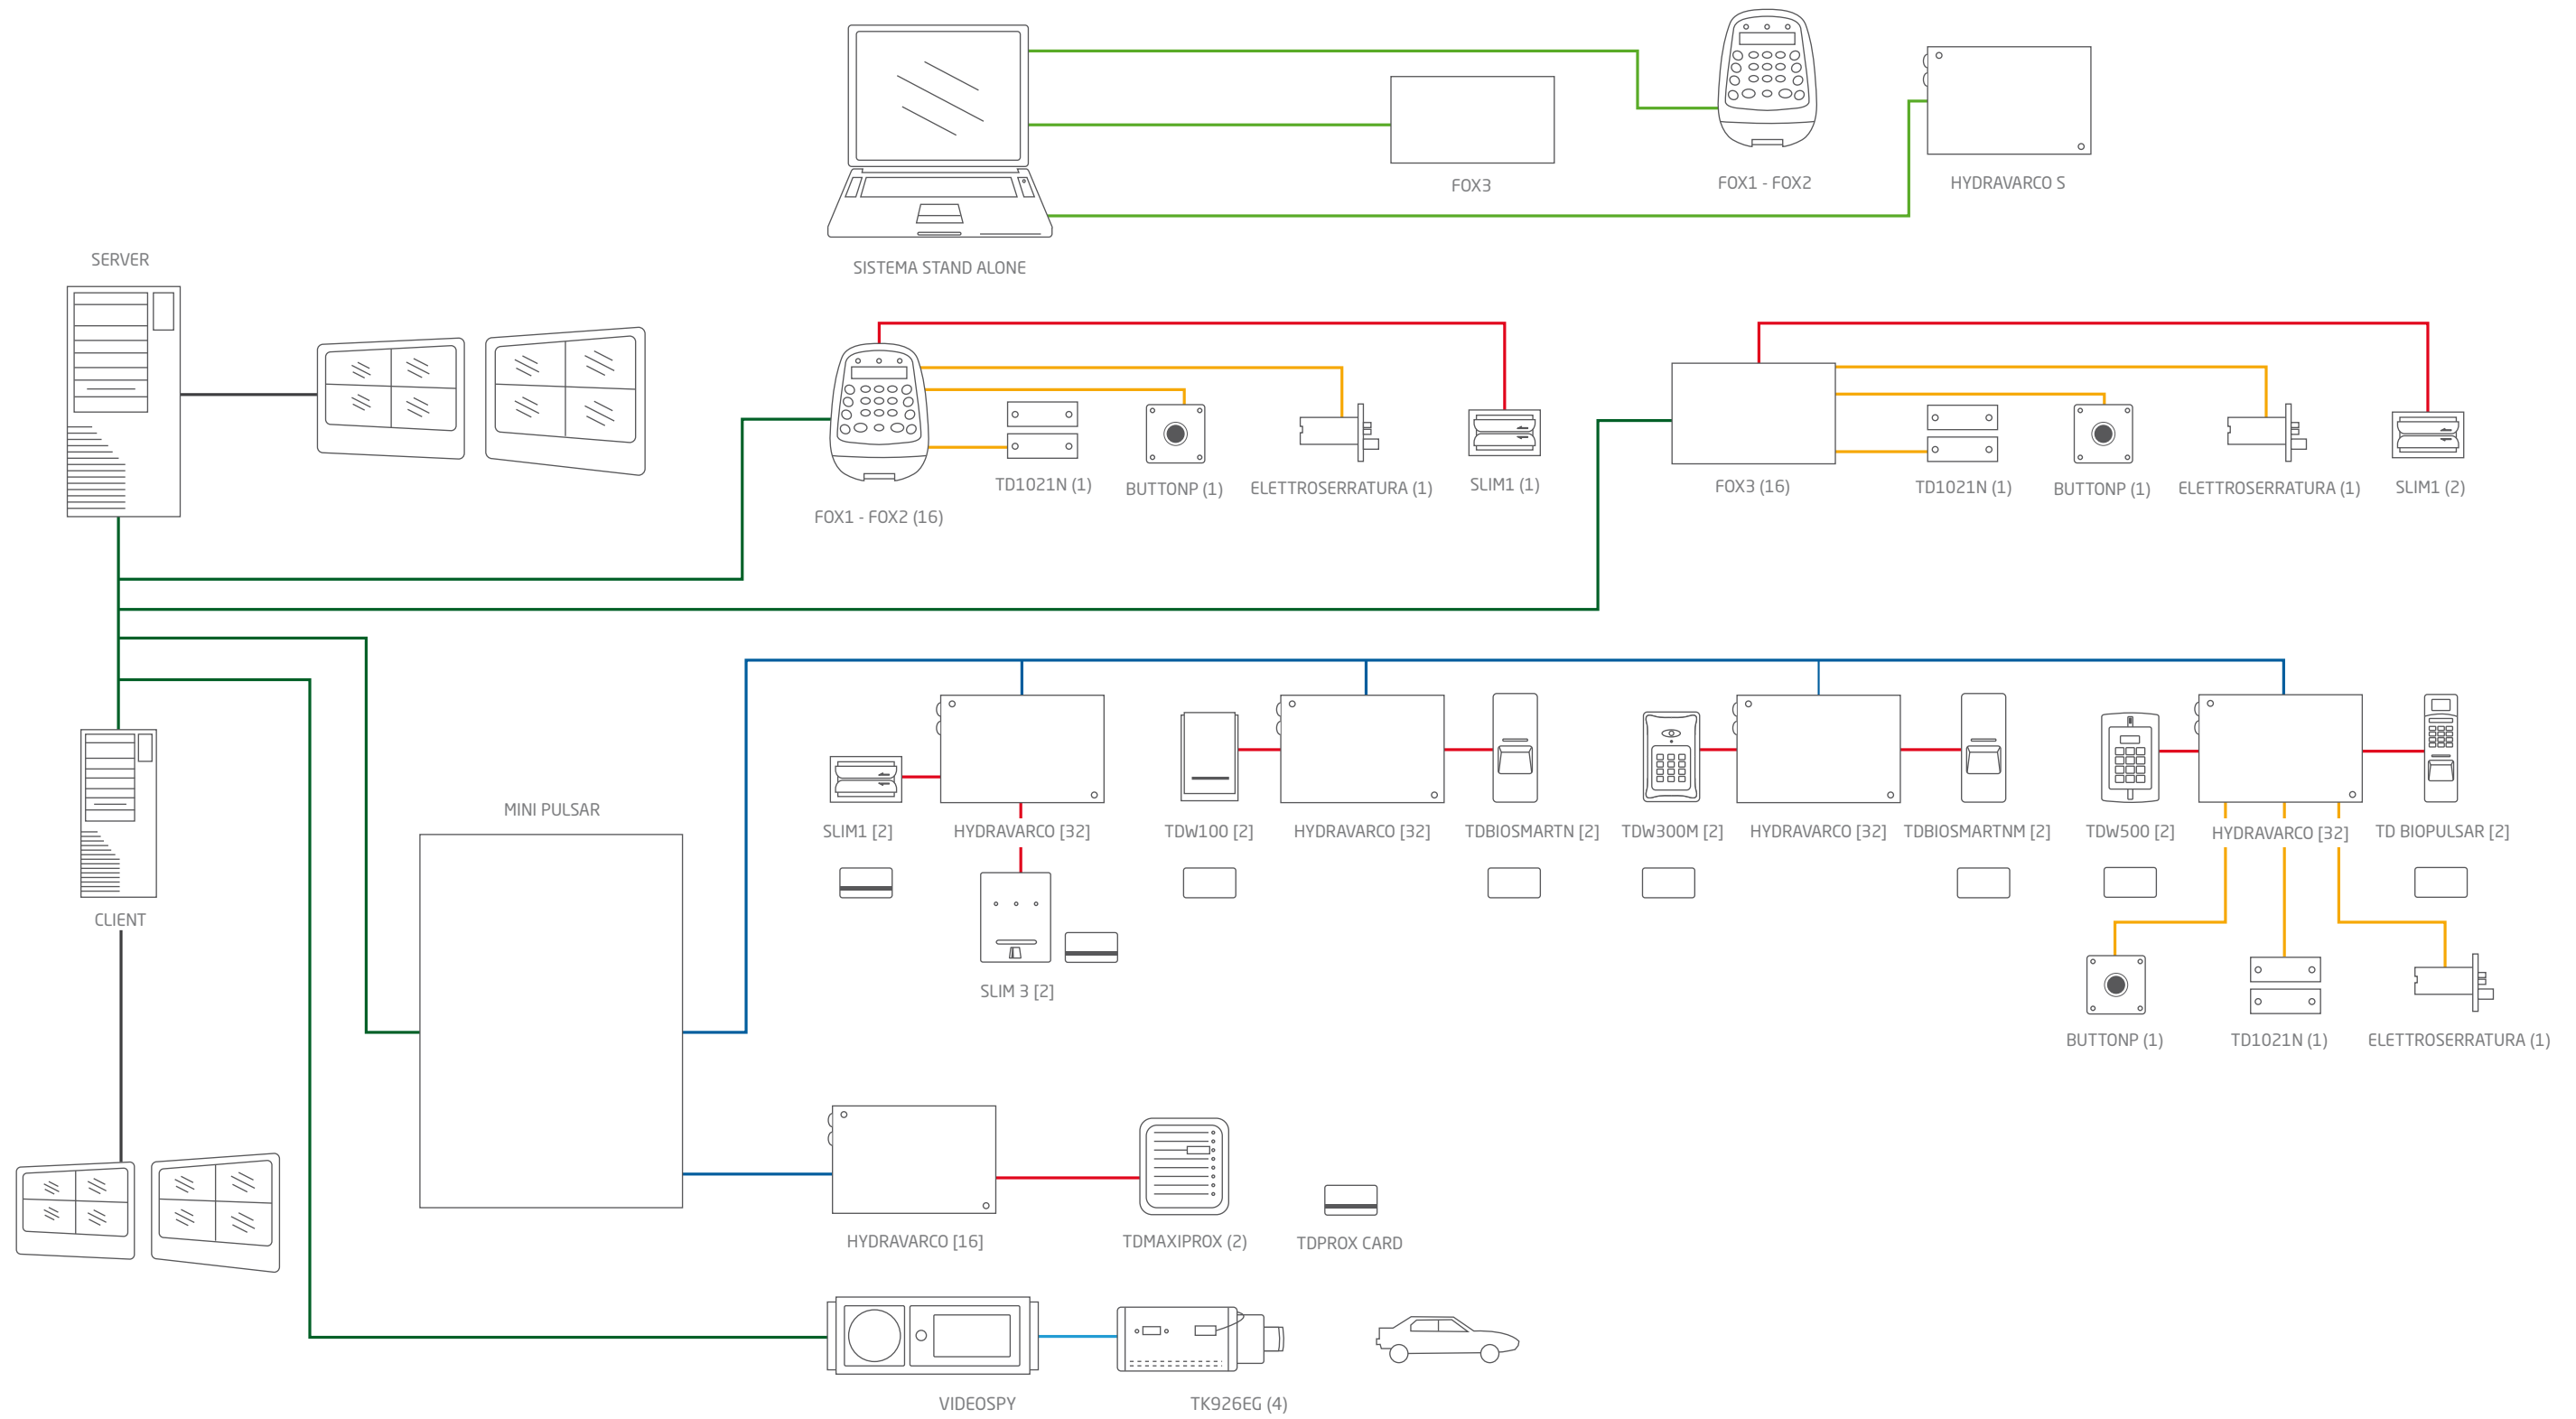 FOX3
FOX1 - FOX2
HYDRAVARCO S
SERVER
SISTEMA STAND ALONE
FOX1 - FOX2 (16)
TD1021N (1)
BUTTONP (1)
ELETTROSERRATURA (1)
SLIM1 (1)
FOX3 (16)
TD1021N (1)
BUTTONP (1)
ELETTROSERRATURA (1)
SLIM1 (2)
MINI PULSAR
SLIM1 [2]
HYDRAVARCO [32]
TDW100 [2]
HYDRAVARCO [32]
TDBIOSMARTN [2]
TDW300M [2]
HYDRAVARCO [32]
TDBIOSMARTNM [2]
TDW500 [2]
HYDRAVARCO [32]
TD BIOPULSAR [2]
CLIENT
SLIM 3 [2]
BUTTONP (1)
TD1021N (1)
ELETTROSERRATURA (1)
HYDRAVARCO [16]
TDMAXIPROX (2)
TDPROX CARD
VIDEOSPY
TK926EG (4)